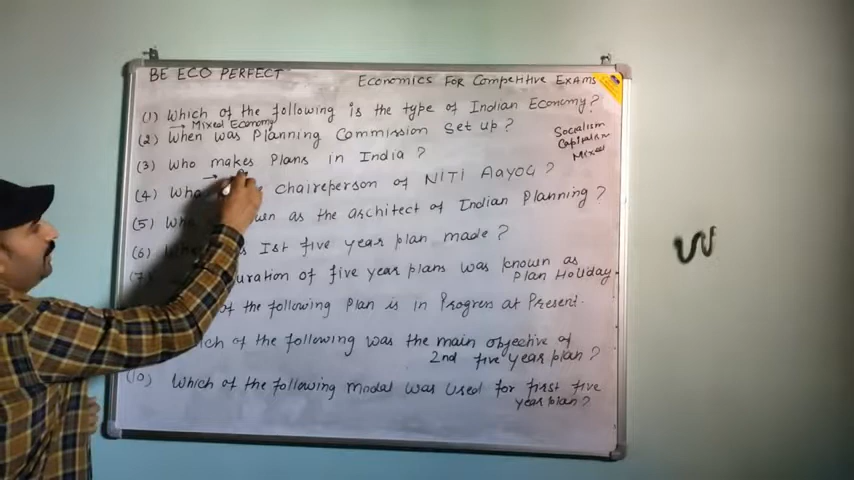 BE ECO PERFECT
ECONOMICS FOR COMPETITIVE EXAMS
(1) Which of the following is the type of Indian Economy?
→ Mixed Economy
(2) When was Planning Commission Set up?
Socialism
Capitalism
Mixed
(3) Who makes Plans in India?
→
(4) chaireperson of NITI Aayog?
(5) as the architect of Indian Planning?
(6) Ist five year plan made?
(7) of five year plans was known as
Plan Holiday.
of the following Plan is in Progress at Present.
of the following was the main objective of
2nd five year plan?
(10) Which of the following modal was used for first five
year plan?